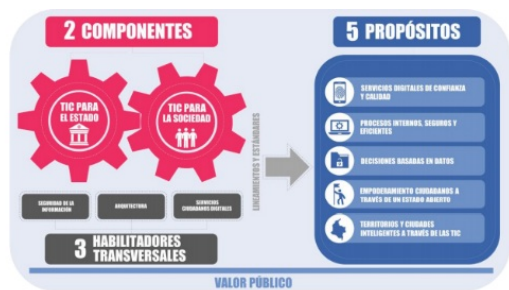 2 COMPONENTES
TIC PARA
EL ESTADO
TIC PARA
LA SOCIEDAD
SEGURIDAD DE LA
INFORMACIÓN
ARQUITECTURA
SERVICIOS
CIUDADANOS DIGITALES
3 HABILITADORES
TRANSVERSALES
LINEAMIENTOS Y ESTÁNDARES
5 PROPÓSITOS
SERVICIOS DIGITALES DE CONFIANZA
Y CALIDAD
PROCESOS INTERNOS, SEGUROS Y
EFICIENTES
DECISIONES BASADAS EN DATOS
EMPODERAMIENTO CIUDADANOS A
TRAVÉS DE UN ESTADO ABIERTO
TERRITORIOS Y CIUDADES
INTELIGENTES A TRAVÉS DE LAS TIC
VALOR PÚBLICO